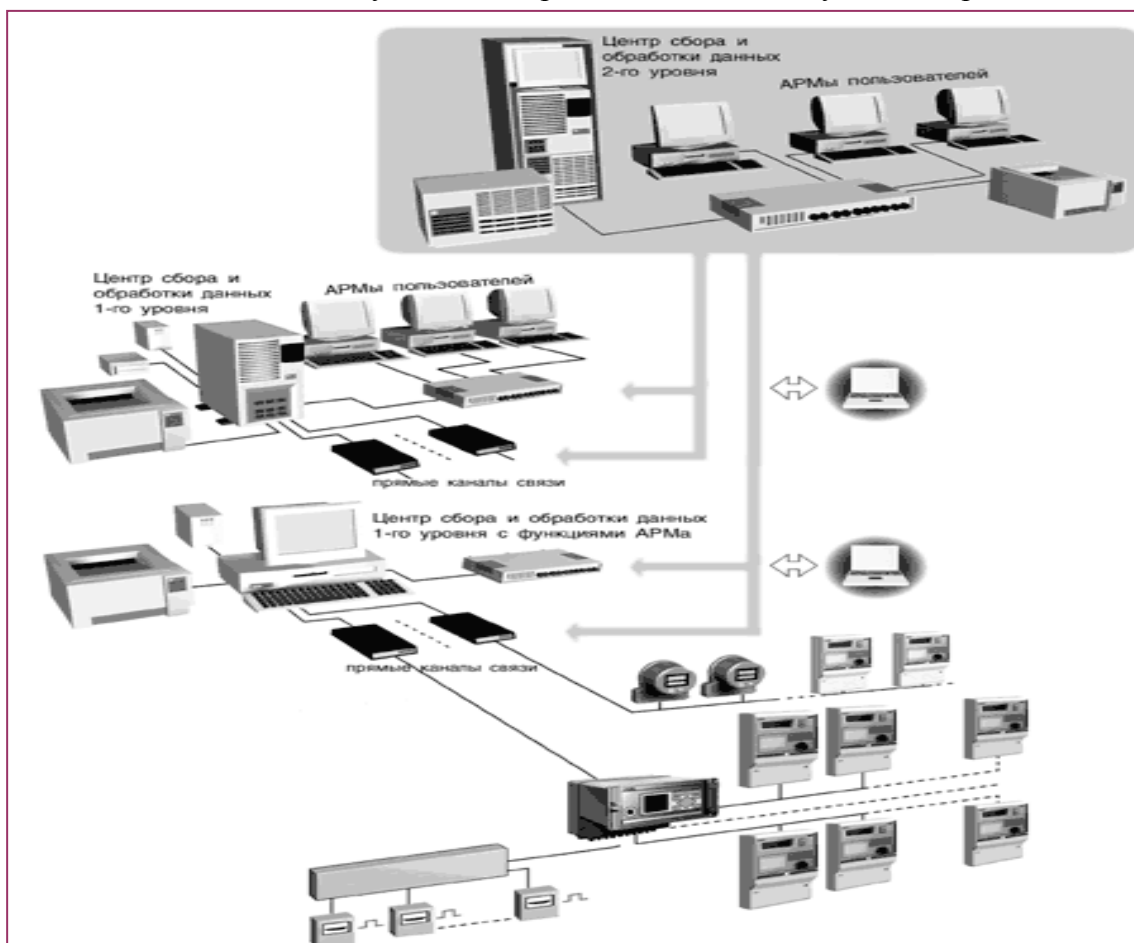 Центр сбора и
обработки данных
2-го уровня
АРМы пользователей
Центр сбора и
обработки данных
1-го уровня
АРМы пользователей
прямые каналы связи
Центр сбора и обработки данных
1-го уровня с функциями АРМа
прямые каналы связи